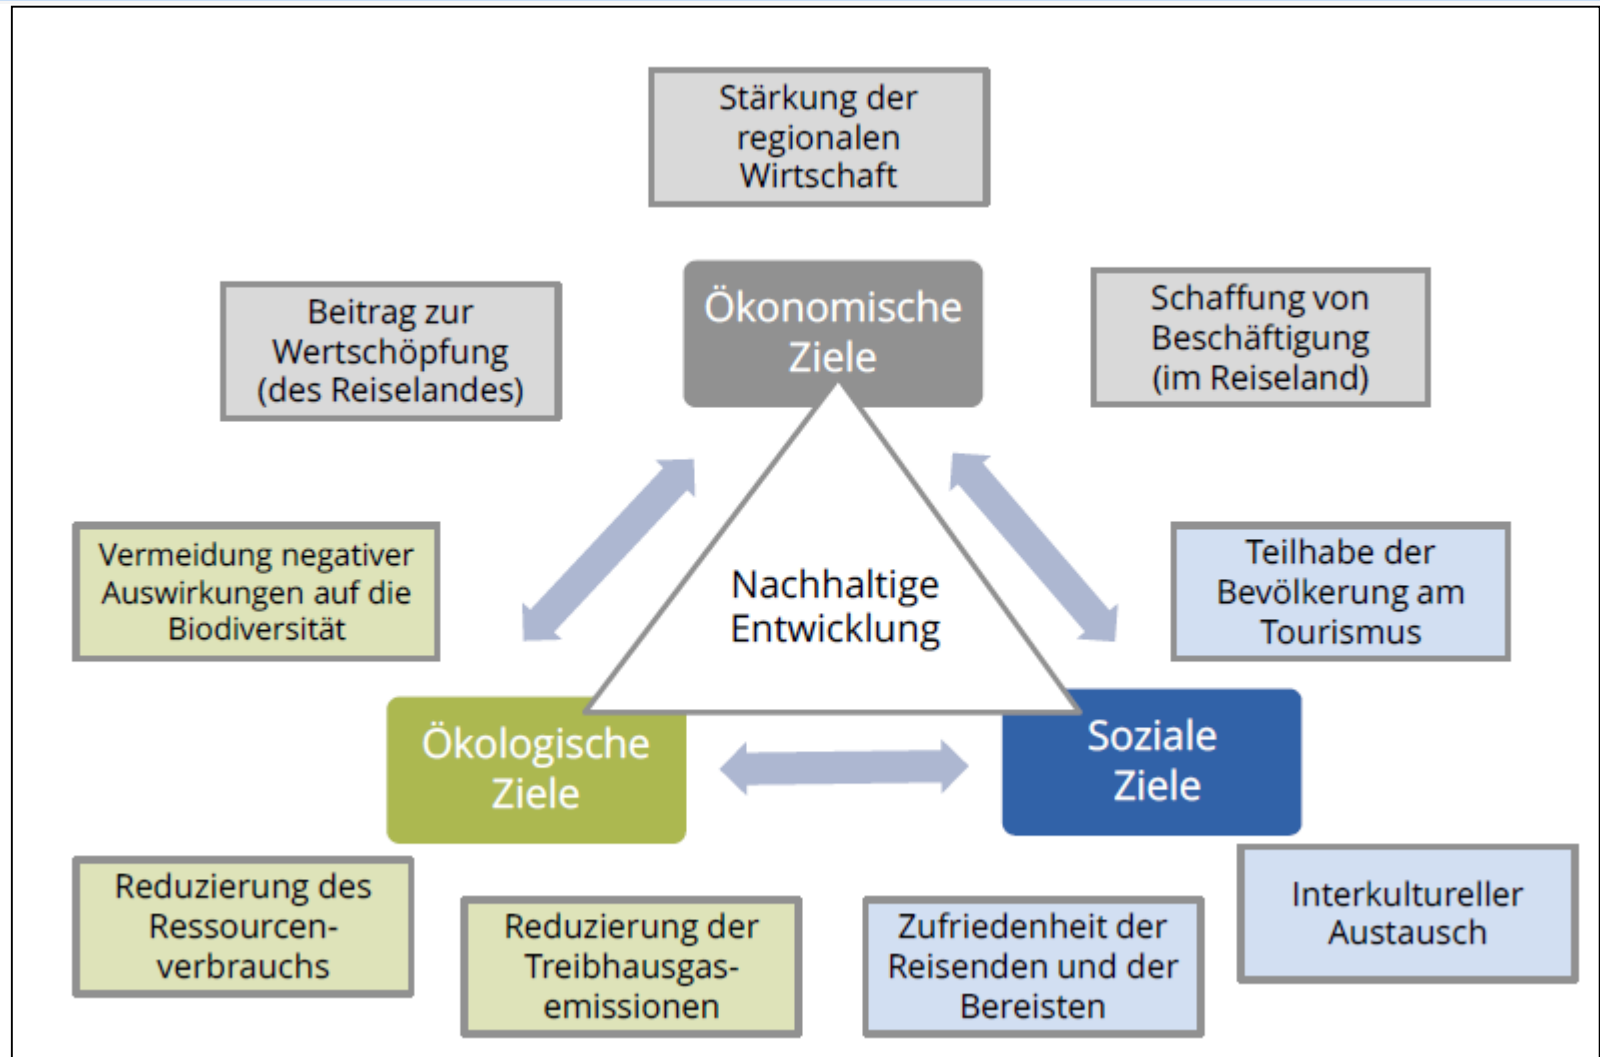 Stärkung der
regionalen
Wirtschaft
Beitrag zur
Wertschöpfung
(des Reiselandes)
Ökonomische
Ziele
Schaffung von
Beschäftigung
(im Reiseland)
Vermeidung negativer
Auswirkungen auf die
Biodiversität
Nachhaltige
Entwicklung
Teilhabe der
Bevölkerung am
Tourismus
Ökologische
Ziele
Soziale
Ziele
Reduzierung des
Ressourcen-
verbrauchs
Reduzierung der
Treibhausgas-
emissionen
Zufriedenheit der
Reisenden und der
Bereisten
Interkultureller
Austausch